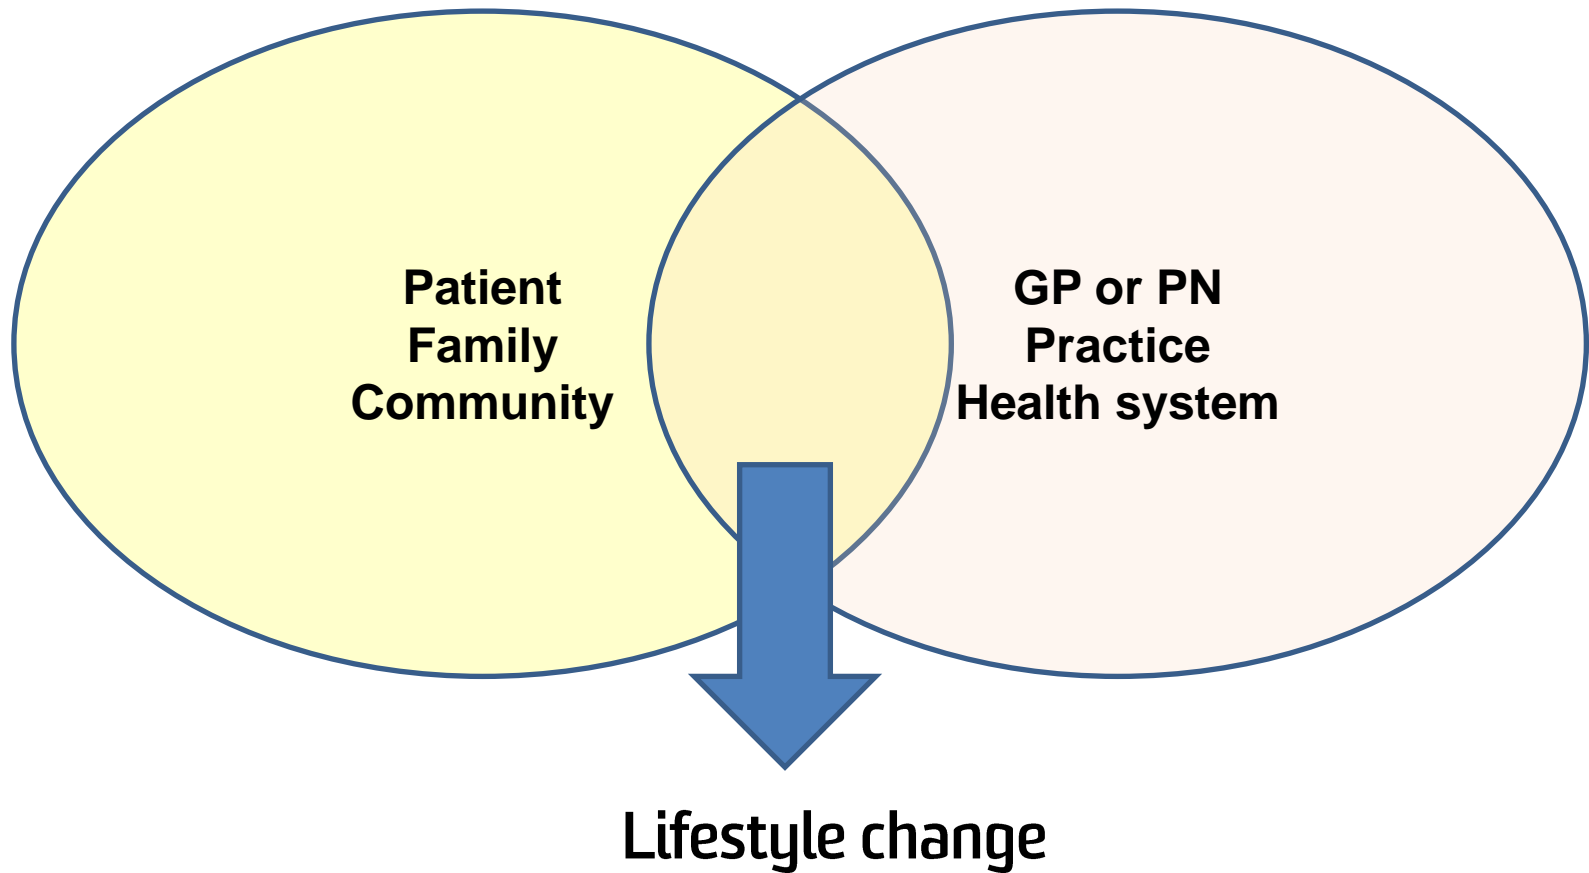 Patient
Family
Community
GP or PN
Practice
Health system
Lifestyle change